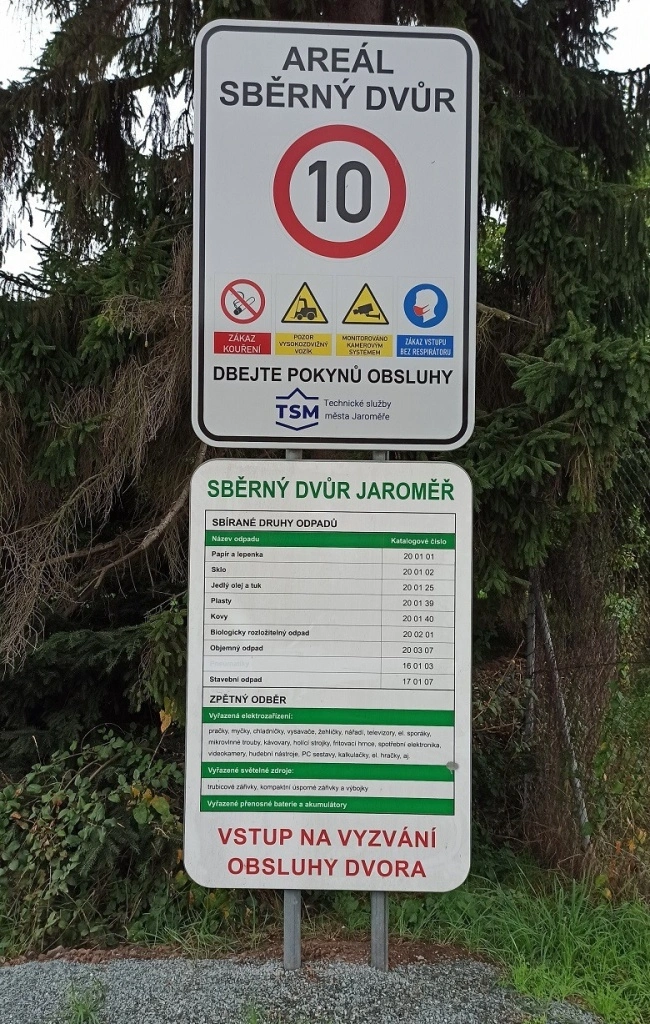 AREÁL
SBĚRNÝ DVŮR
10
ZÁKAZ
KOUŘENÍ
POZOR
VYSOKOZDVIŽNÝ
VOZÍK
MONITOROVÁNO
KAMEROVÝM
SYSTÉMEM
ZÁKAZ VSTUPU
BEZ RESPIRÁTORU
DBEJTE POKYNŮ OBSLUHY
TSM Technické služby
města Jaroměře
SBĚRNÝ DVŮR JAROMĚŘ
SBÍRANÉ DRUHY ODPADŮ
Název odpadu Katalogové číslo
Papír a lepenka 20 01 01
Sklo 20 01 02
Jedlý olej a tuk 20 01 25
Plasty 20 01 39
Kovy 20 01 40
Biologicky rozložitelný odpad 20 02 01
Objemný odpad 20 03 07
16 01 03
Stavební odpad 17 01 07
ZPĚTNÝ ODBĚR
Vyřazená elektrozařízení:
pračky, myčky, chladničky, vysavače, žehličky, nářadí, televizory, el. sporáky,
mikrovlnné trouby, kávovary, holící strojky, fritovací hrnce, spotřební elektronika,
videokamery, hudební nástroje, PC sestavy, kalkulačky, el. hračky, aj.
Vyřazené světelné zdroje:
trubicové zářivky, kompaktní úsporné zářivky a výbojky
Vyřazené přenosné baterie a akumulátory
VSTUP NA VYZVÁNÍ
OBSLUHY DVORA